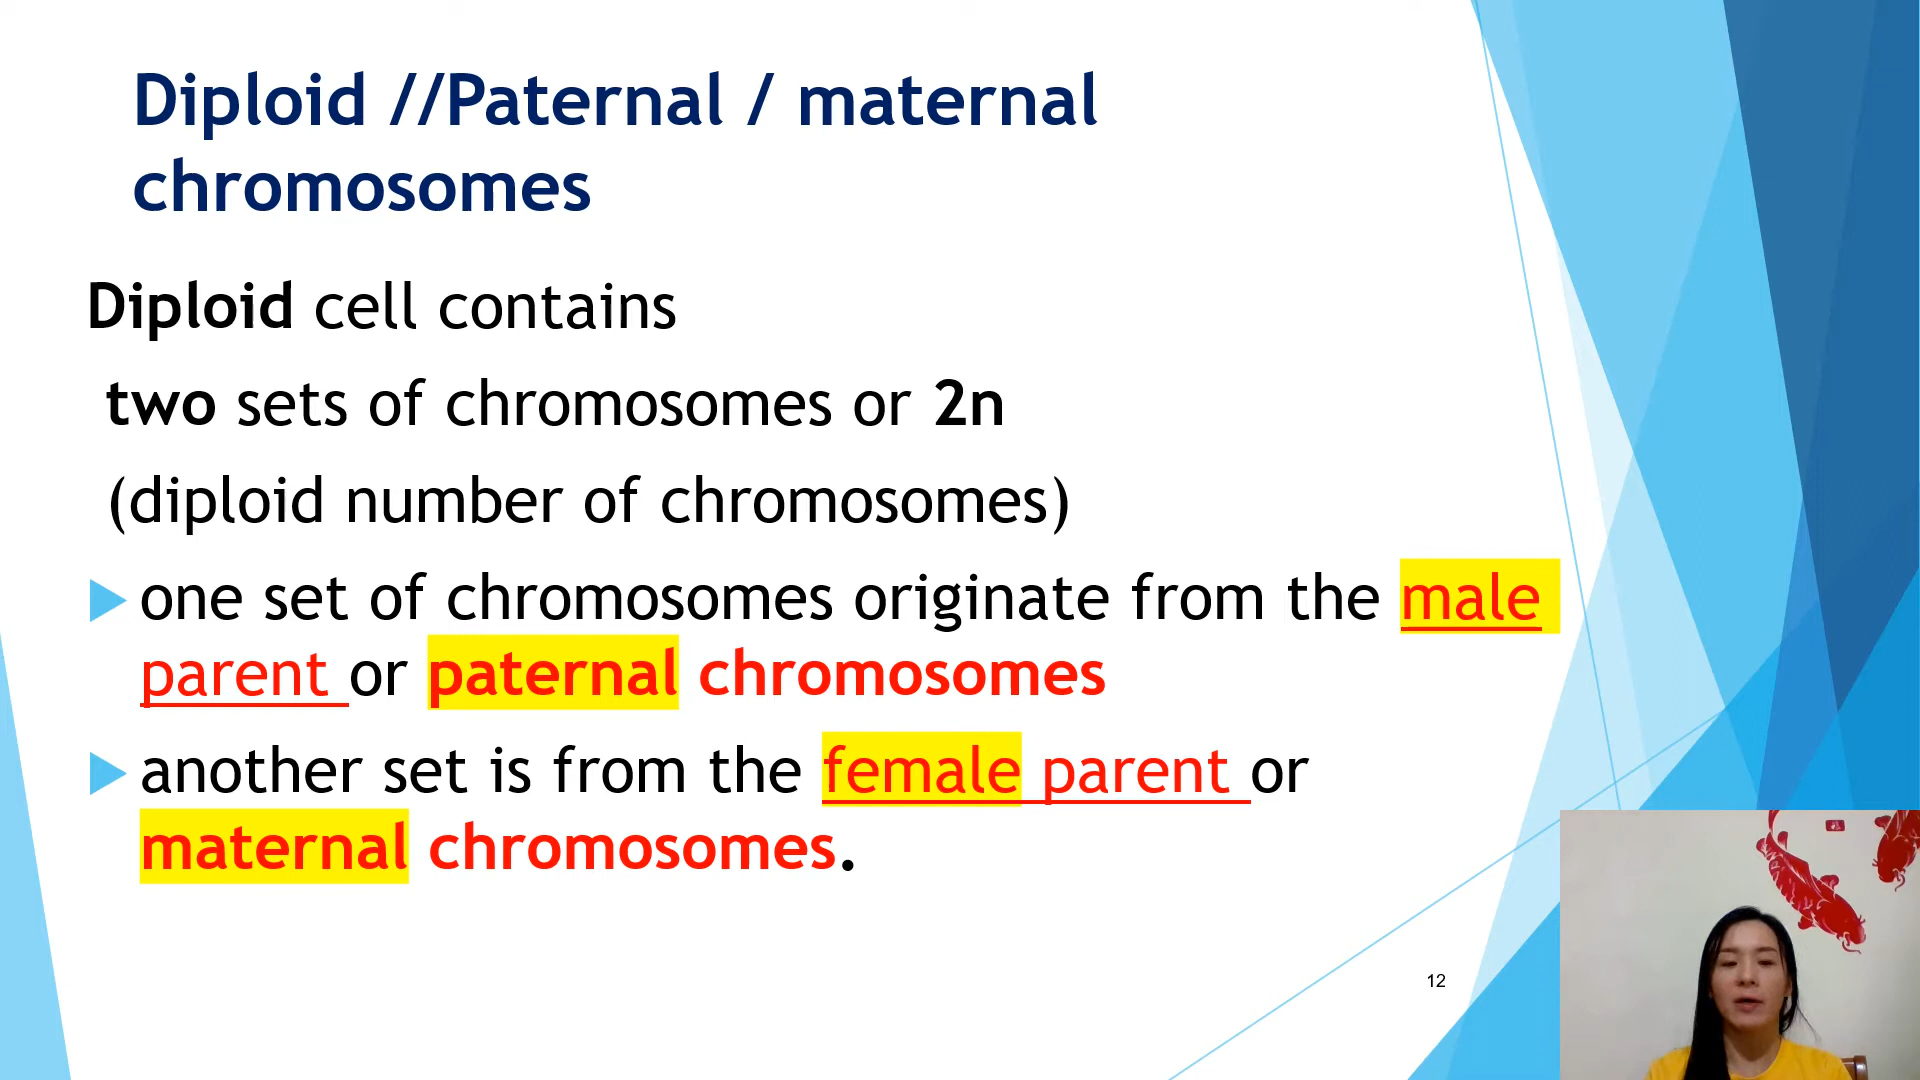 Diploid //Paternal / maternal
chromosomes
Diploid cell contains
two sets of chromosomes or 2n
(diploid number of chromosomes)
one set of chromosomes originate from the male
parent or paternal chromosomes
another set is from the female parent or
maternal chromosomes.
12